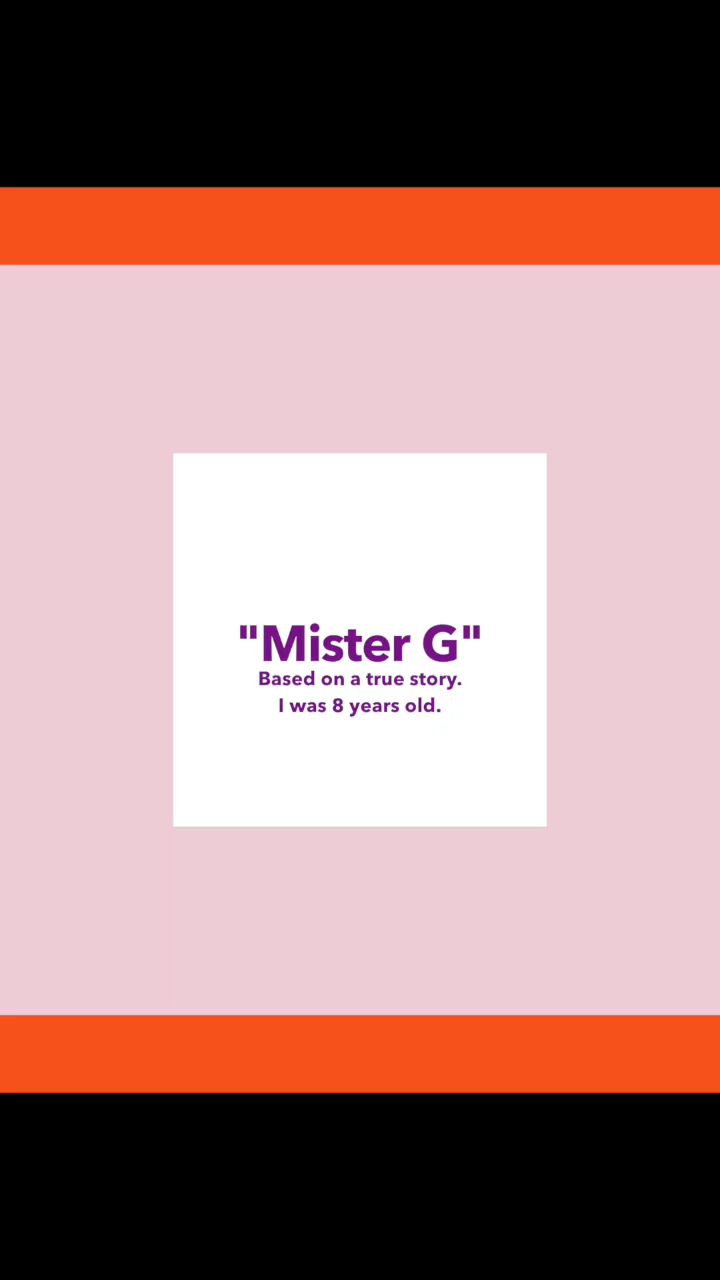 "Mister G"
Based on a true story.
I was 8 years old.